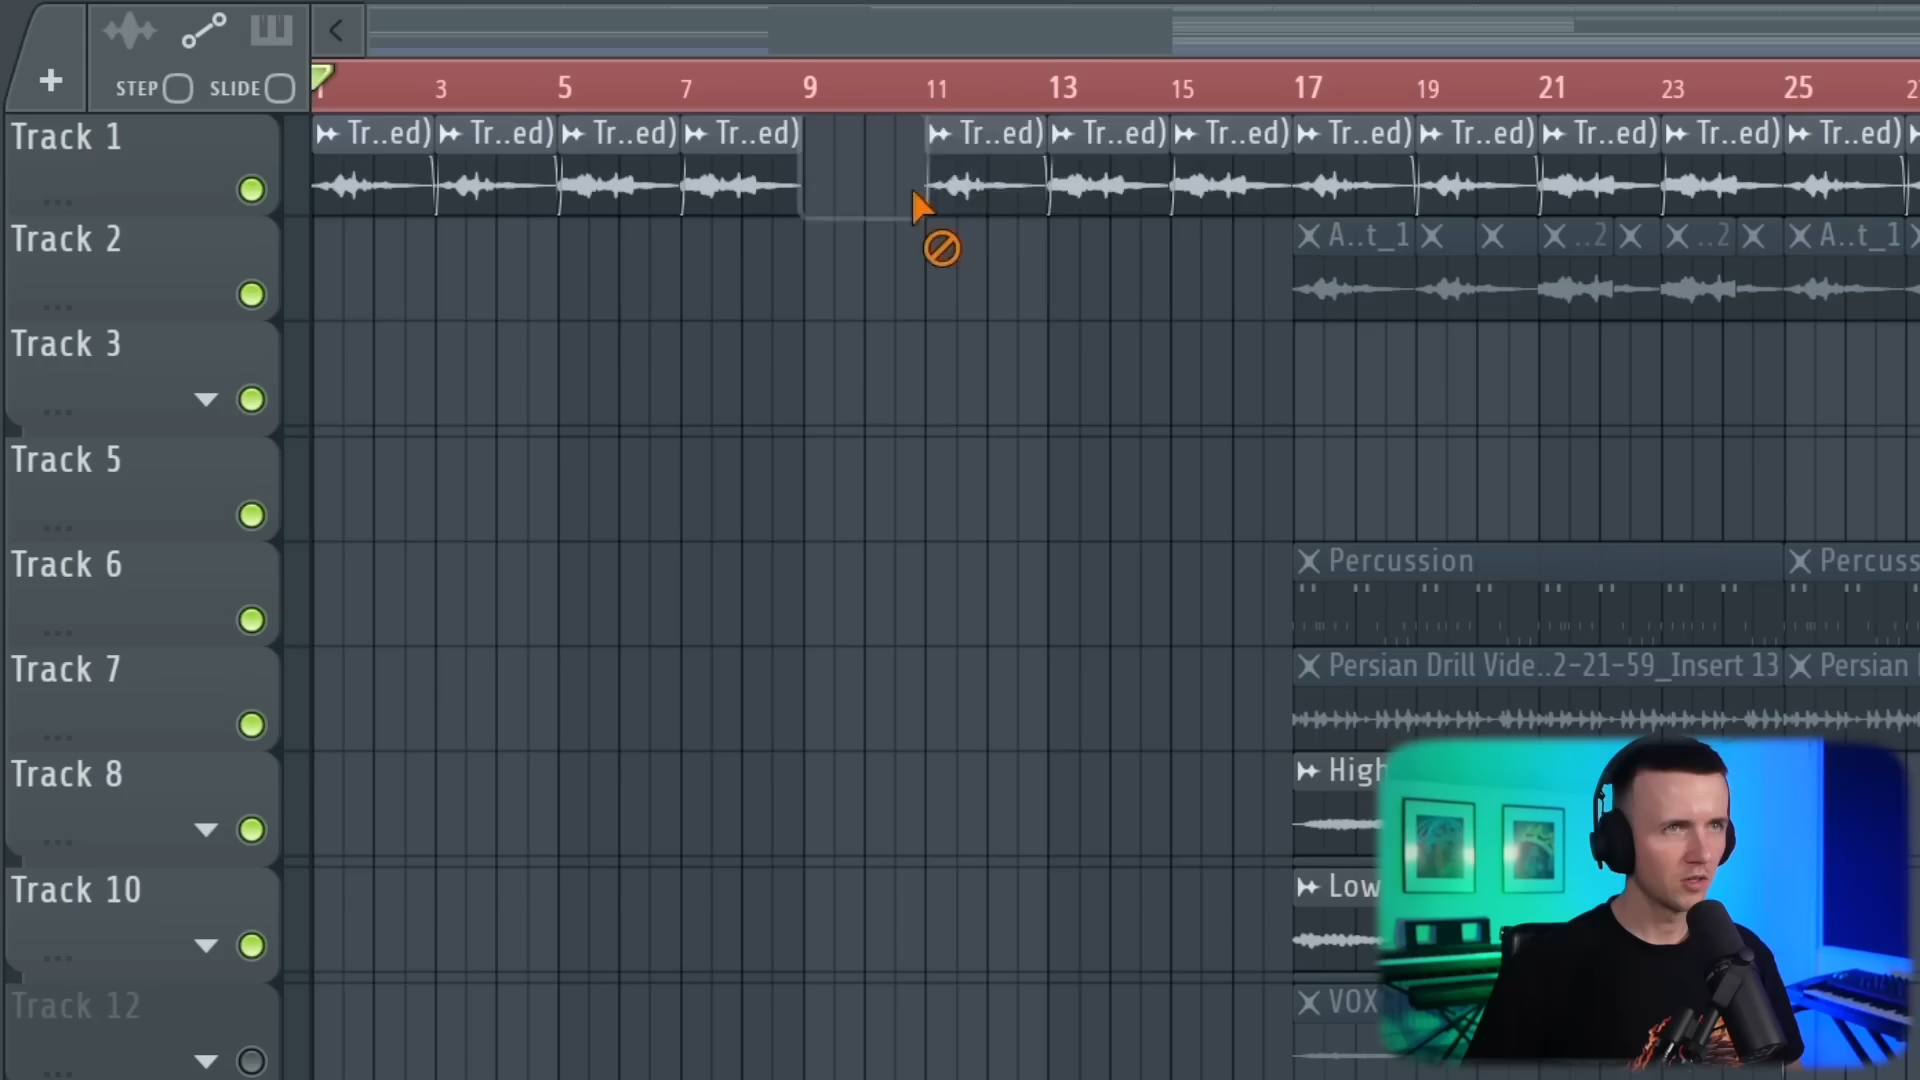 +
STEP SLIDE
1 3 5 7 9 11 13 15 17 19 21 23 25
Track 1
Tr..ed) Tr..ed) Tr..ed) Tr..ed) Tr..ed) Tr..ed) Tr..ed) Tr..ed) Tr..ed) Tr..ed) Tr..ed) Tr..ed)
Track 2
A..t_1 ..2 ..2 A..t_1
Track 3
Track 5
Track 6
Percussion Percuss
Track 7
Persian Drill Vide..2-21-59_Insert 13 Persian
Track 8
High
Track 10
Low
Track 12
VOX